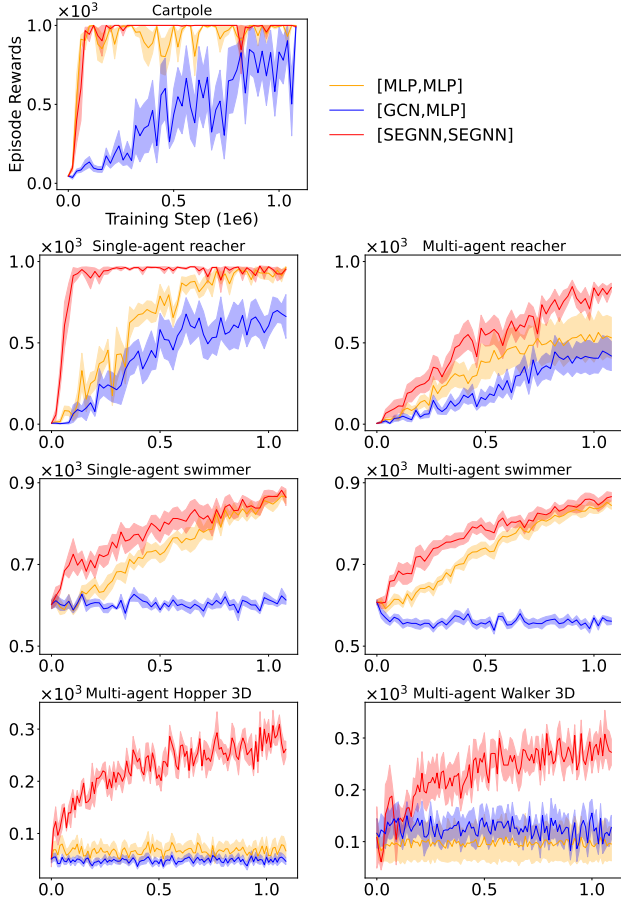 ×10³ Cartpole
1.0
0.5
0.0
Episode Rewards
0.0 0.5 1.0
Training Step (1e6)
[MLP,MLP]
[GCN,MLP]
[SEGNN,SEGNN]
×10³ Single-agent reacher
1.0
0.5
0.0
0.0 0.5 1.0
×10³ Multi-agent reacher
1.0
0.5
0.0
0.0 0.5 1.0
×10³ Single-agent swimmer
0.9
0.7
0.5
0.0 0.5 1.0
×10³ Multi-agent swimmer
0.9
0.7
0.5
0.0 0.5 1.0
×10³ Multi-agent Hopper 3D
0.3
0.2
0.1
0.0 0.5 1.0
×10³ Multi-agent Walker 3D
0.3
0.2
0.1
0.0 0.5 1.0